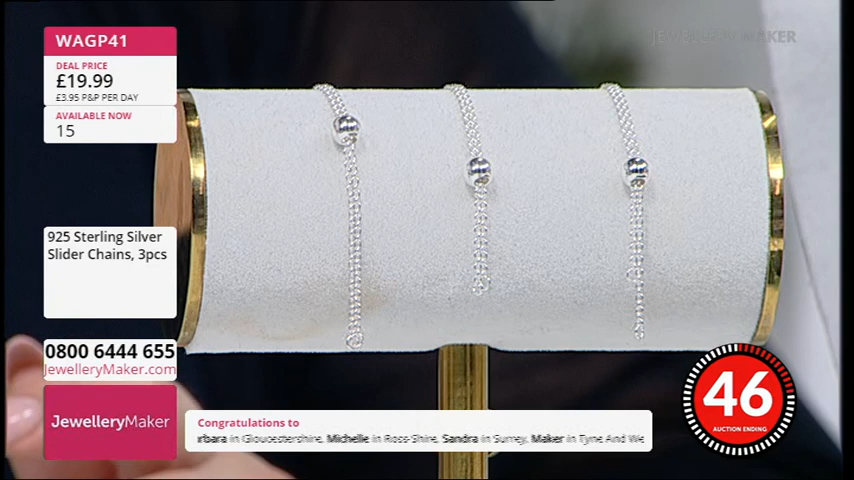 WAGP41
DEAL PRICE
£19.99
£3.95 P&P PER DAY
AVAILABLE NOW
15
JEWELLERYMAKER
925 Sterling Silver
Slider Chains, 3pcs
0800 6444 655
JewelleryMaker.com
JewelleryMaker
Congratulations to
rbara in Gloucestershire, Michelle in Ross-Shire, Sandra in Surrey, Maker in Tyne And We
46
AUCTION ENDING